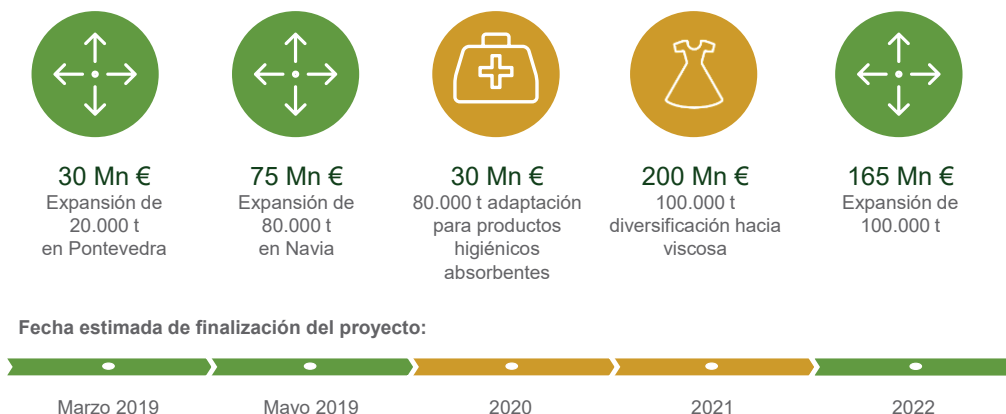 30 Mn €
Expansión de
20.000 t
en Pontevedra
75 Mn €
Expansión de
80.000 t
en Navia
30 Mn €
80.000 t adaptación
para productos
higiénicos
absorbentes
200 Mn €
100.000 t
diversificación hacia
viscosa
165 Mn €
Expansión de
100.000 t
Fecha estimada de finalización del proyecto:
Marzo 2019
Mayo 2019
2020
2021
2022